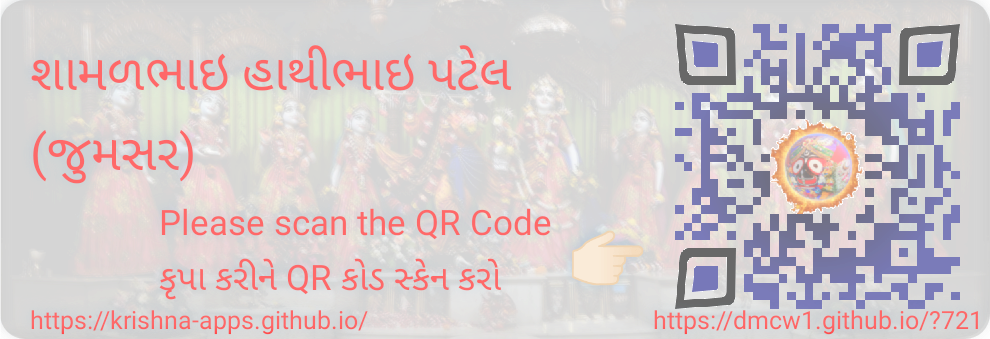 શામળભાઇ હાથીભાઇ પટેલ
(જુમસર)
Please scan the QR Code
કૃપા કરીને QR કોડ સ્કેન કરો
https://krishna-apps.github.io/
https://dmcw1.github.io/?721